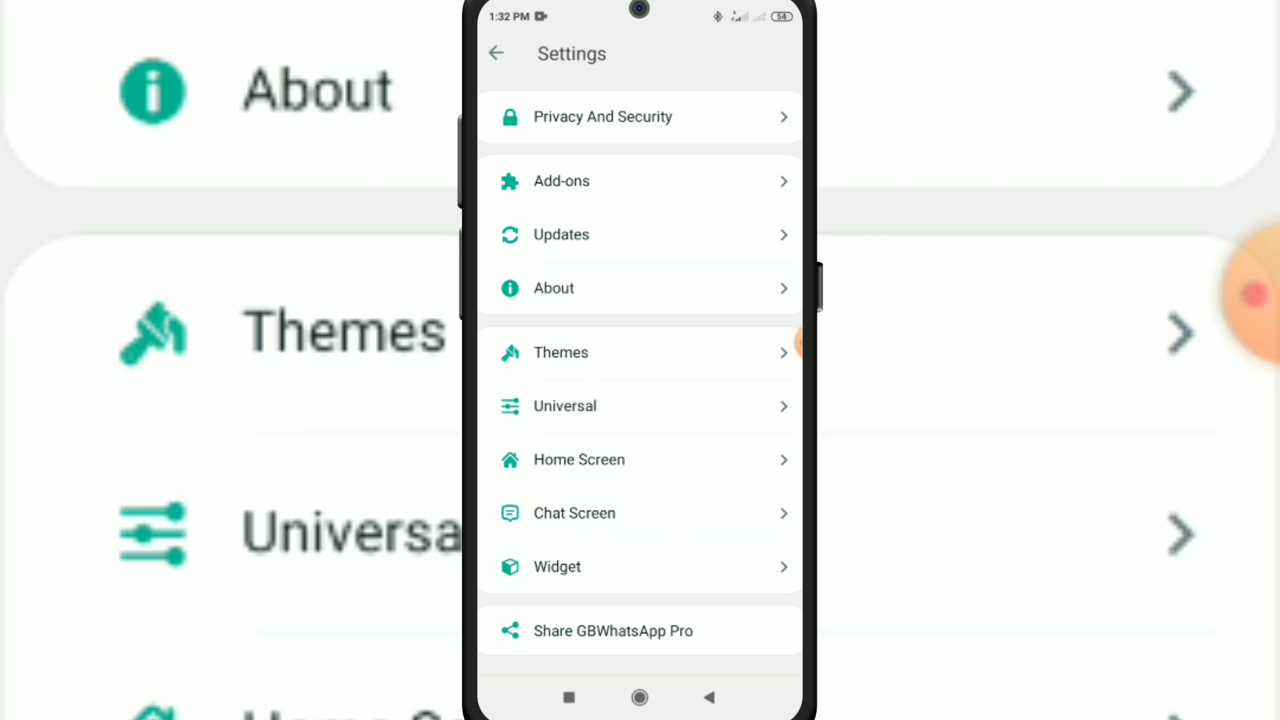 1:32 PM
54
Settings
Privacy And Security
Add-ons
Updates
About
Themes
Universal
Home Screen
Chat Screen
Widget
Share GBWhatsApp Pro
About
Themes
Universa